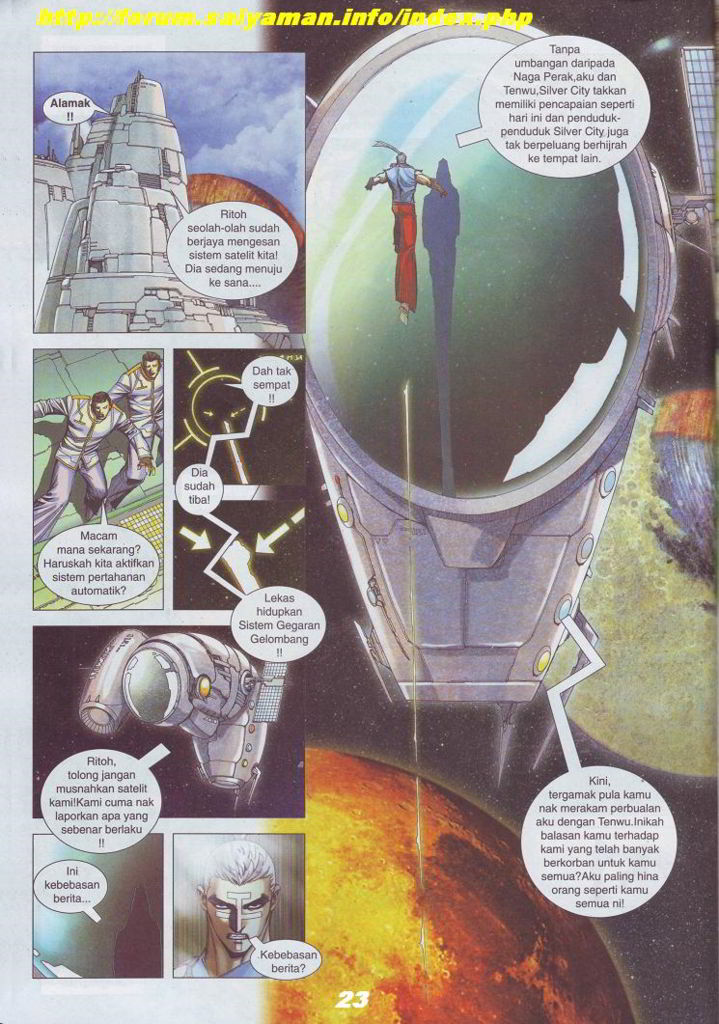 http://forum.saiyaman.info/index.php
Alamak
!!
Ritoh
seolah-olah sudah
berjaya mengesan
sistem satelit kita!
Dia sedang menuju
ke sana....
Macam
mana sekarang?
Haruskah kita aktifkan
sistem pertahanan
automatik?
Dah tak
sempat
!!
Dia
sudah
tiba!
Lekas
hidupkan
Sistem Gegaran
Gelombang
!!
Ritoh,
tolong jangan
musnahkan satelit
kami!Kami cuma nak
laporkan apa yang
sebenar berlaku
!!
Ini
kebebasan
berita...
Kebebasan
berita?
Tanpa
umbangan daripada
Naga Perak,aku dan
Tenwu,Silver City takkan
memiliki pencapaian seperti
hari ini dan penduduk-
penduduk Silver City juga
tak berpeluang berhijrah
ke tempat lain.
Kini,
tergamak pula kamu
nak merakam perbualan
aku dengan Tenwu.Inikah
balasan kamu terhadap
kami yang telah banyak
berkorban untuk kamu
semua?Aku paling hina
orang seperti kamu
semua ni!
23